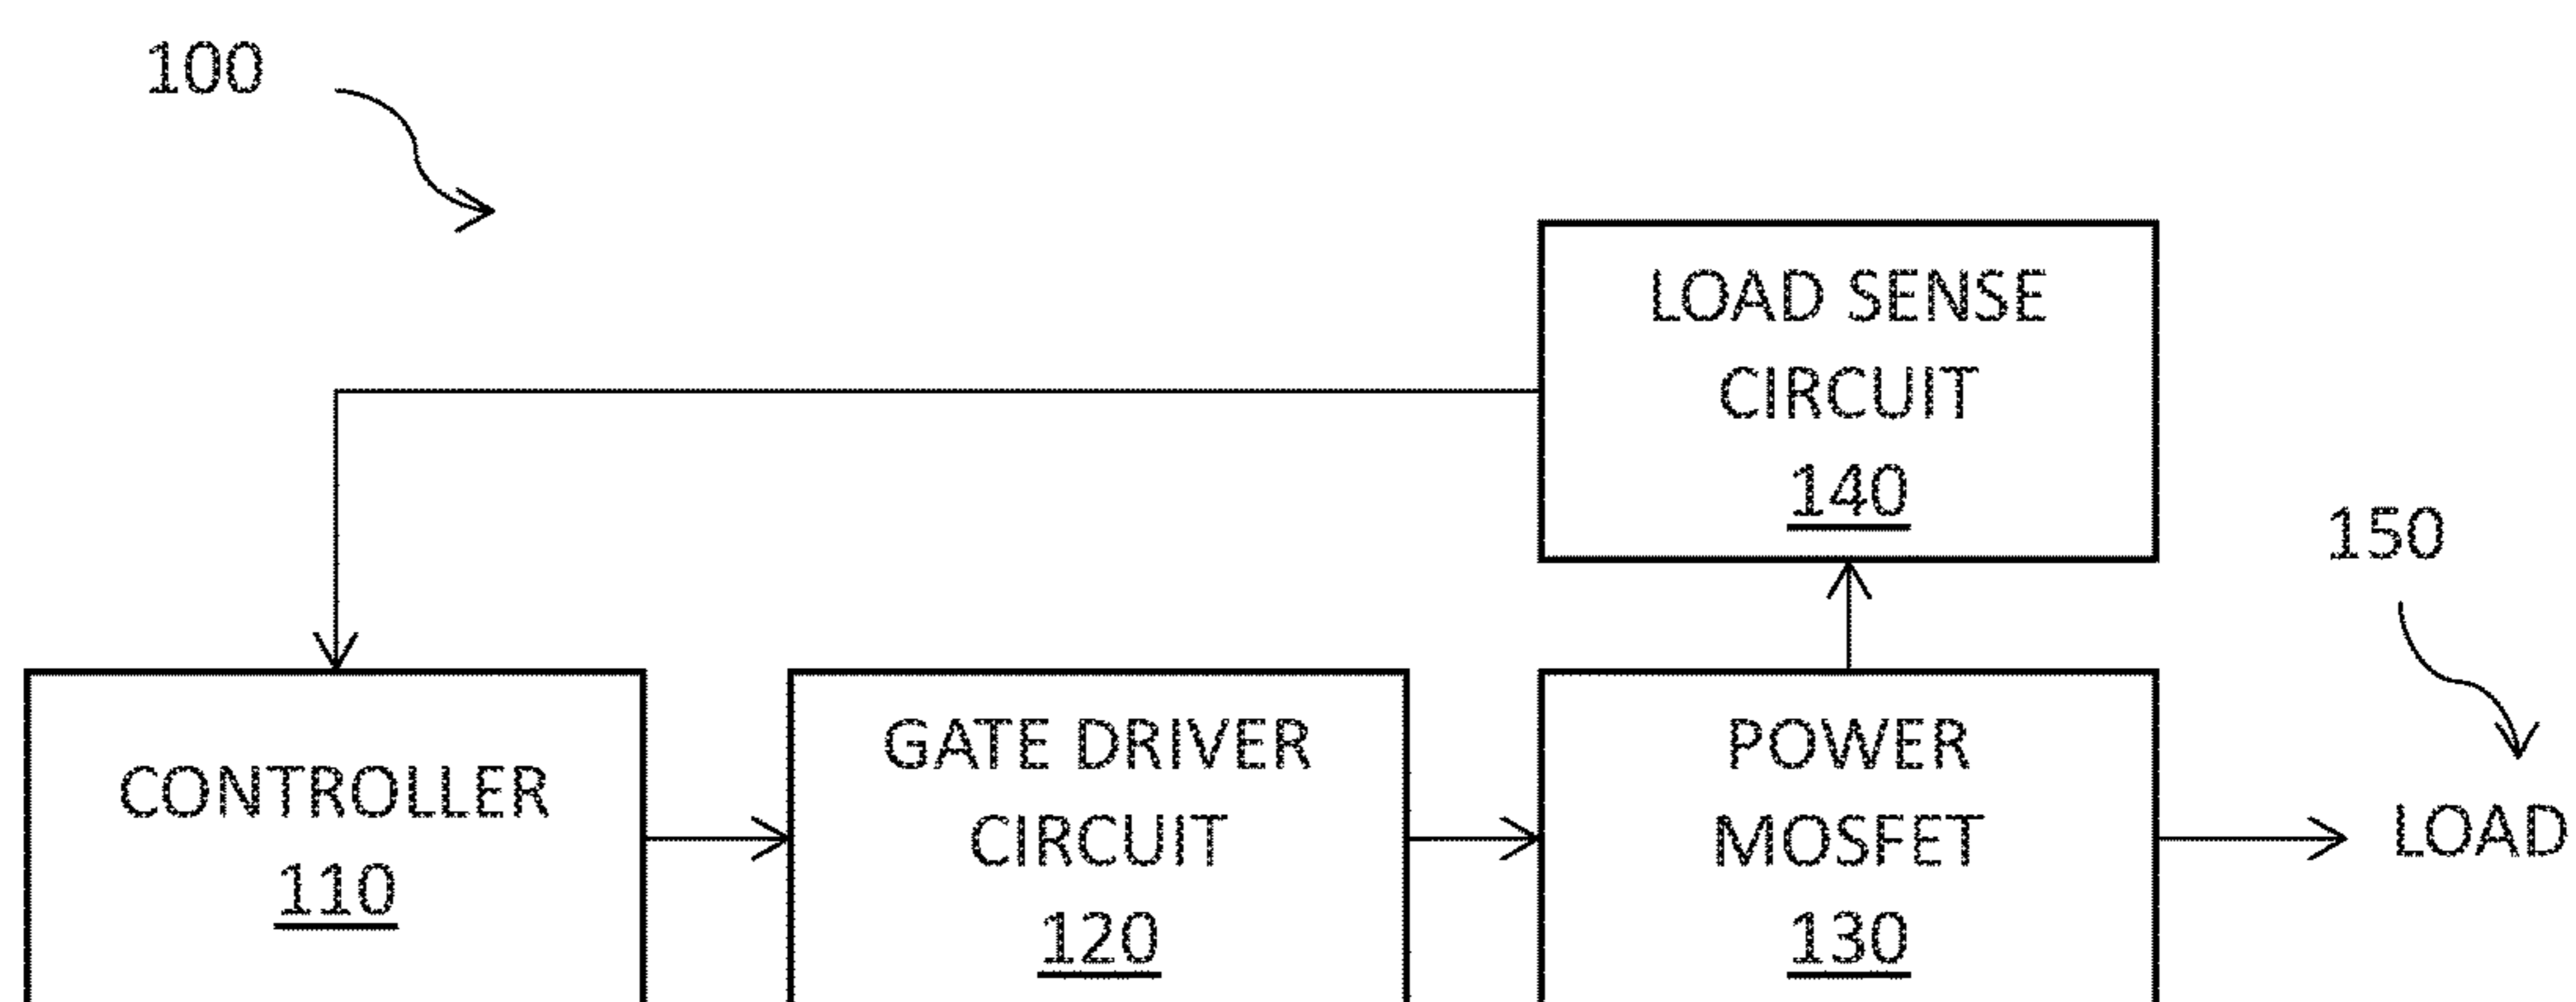 100
LOAD SENSE
CIRCUIT
140
150
CONTROLLER
110
GATE DRIVER
CIRCUIT
120
POWER
MOSFET
130
LOAD